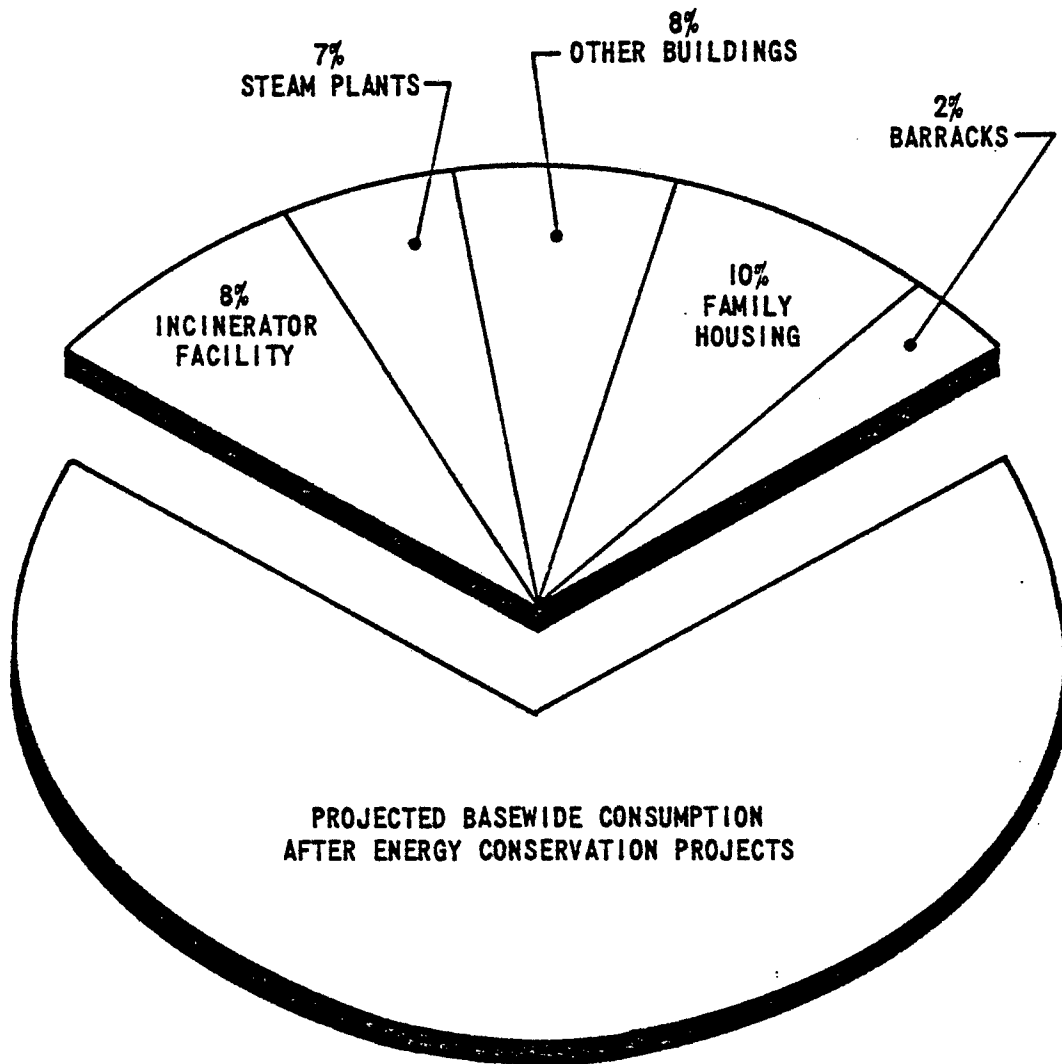 8%
OTHER BUILDINGS
7%
STEAM PLANTS
2%
BARRACKS
8%
INCINERATOR
FACILITY
10%
FAMILY
HOUSING
PROJECTED BASEWIDE CONSUMPTION
AFTER ENERGY CONSERVATION PROJECTS